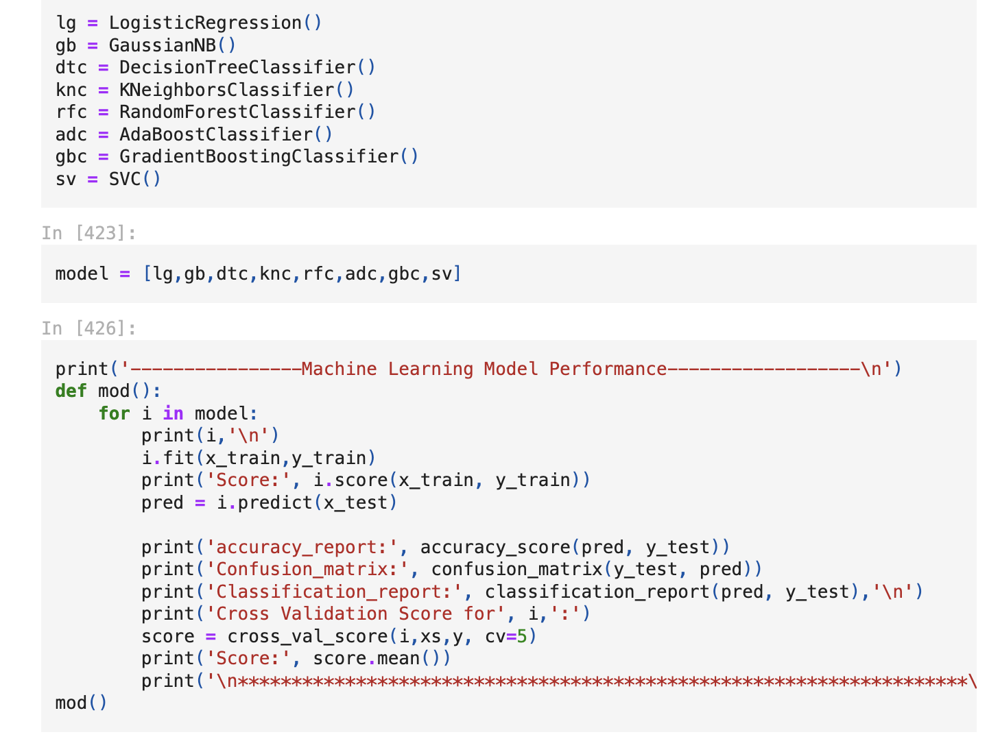 lg = LogisticRegression()
gb = GaussianNB()
dtc = DecisionTreeClassifier()
knc = KNeighborsClassifier()
rfc = RandomForestClassifier()
adc = AdaBoostClassifier()
gbc = GradientBoostingClassifier()
sv = SVC()
In [423]:
model = [lg,gb,dtc,knc,rfc,adc,gbc,sv]
In [426]:
print('----------------Machine Learning Model Performance------------------\n')
def mod():
    for i in model:
        print(i,'\n')
        i.fit(x_train,y_train)
        print('Score:', i.score(x_train, y_train))
        pred = i.predict(x_test)
        print('accuracy_report:', accuracy_score(pred, y_test))
        print('Confusion_matrix:', confusion_matrix(y_test, pred))
        print('Classification_report:', classification_report(pred, y_test),'\n')
        print('Cross Validation Score for', i,':')
        score = cross_val_score(i,xs,y, cv=5)
        print('Score:', score.mean())
        print('\n********************************************************************\
mod()